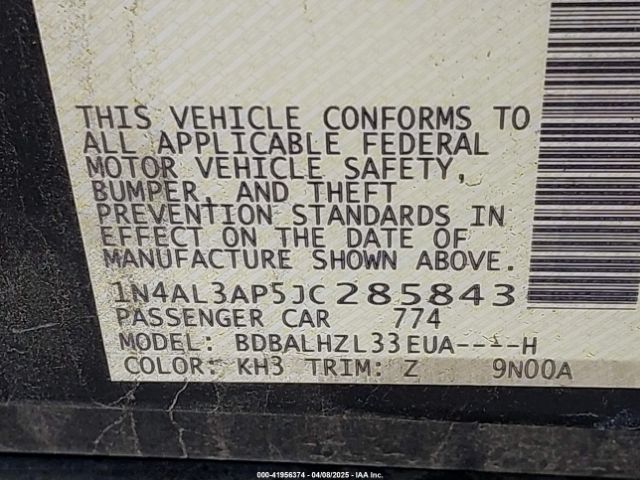 THIS VEHICLE CONFORMS TO
ALL APPLICABLE FEDERAL
MOTOR VEHICLE SAFETY,
BUMPER, AND THEFT
PREVENTION STANDARDS IN
EFFECT ON THE DATE OF
MANUFACTURE SHOWN ABOVE.
1N4AL3AP5JC285843
PASSENGER CAR 774
MODEL: BDBALHZL33EUA----H
COLOR: KH3 TRIM: Z 9N00A
000-41956374 | 04/08/2025 - IAA Inc.